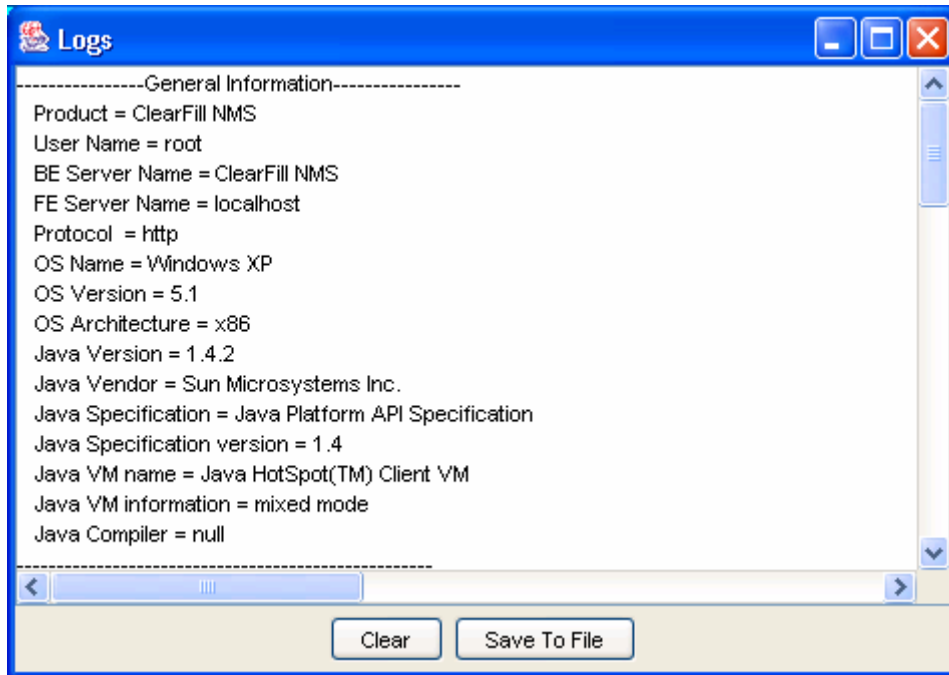 Logs
----------------General Information----------------
Product = ClearFill NMS
User Name = root
BE Server Name = ClearFill NMS
FE Server Name = localhost
Protocol  = http
OS Name = Windows XP
OS Version = 5.1
OS Architecture = x86
Java Version = 1.4.2
Java Vendor = Sun Microsystems Inc.
Java Specification = Java Platform API Specification
Java Specification version = 1.4
Java VM name = Java HotSpot(TM) Client VM
Java VM information = mixed mode
Java Compiler = null
----------------------------------------------------
Clear Save To File